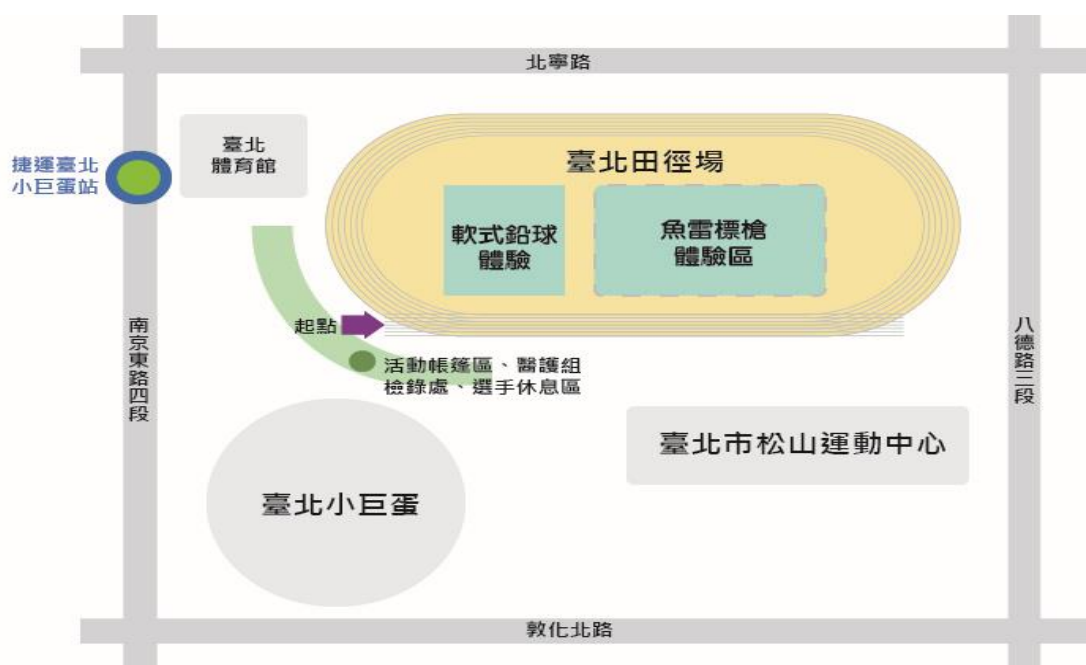 北寧路
臺北
體育館
捷運臺北
小巨蛋站
臺北田徑場
軟式鉛球
體驗
魚雷標槍
體驗區
起點
南京東路四段
八德路三段
活動帳篷區、醫護組
檢錄處、選手休息區
臺北市松山運動中心
臺北小巨蛋
敦化北路